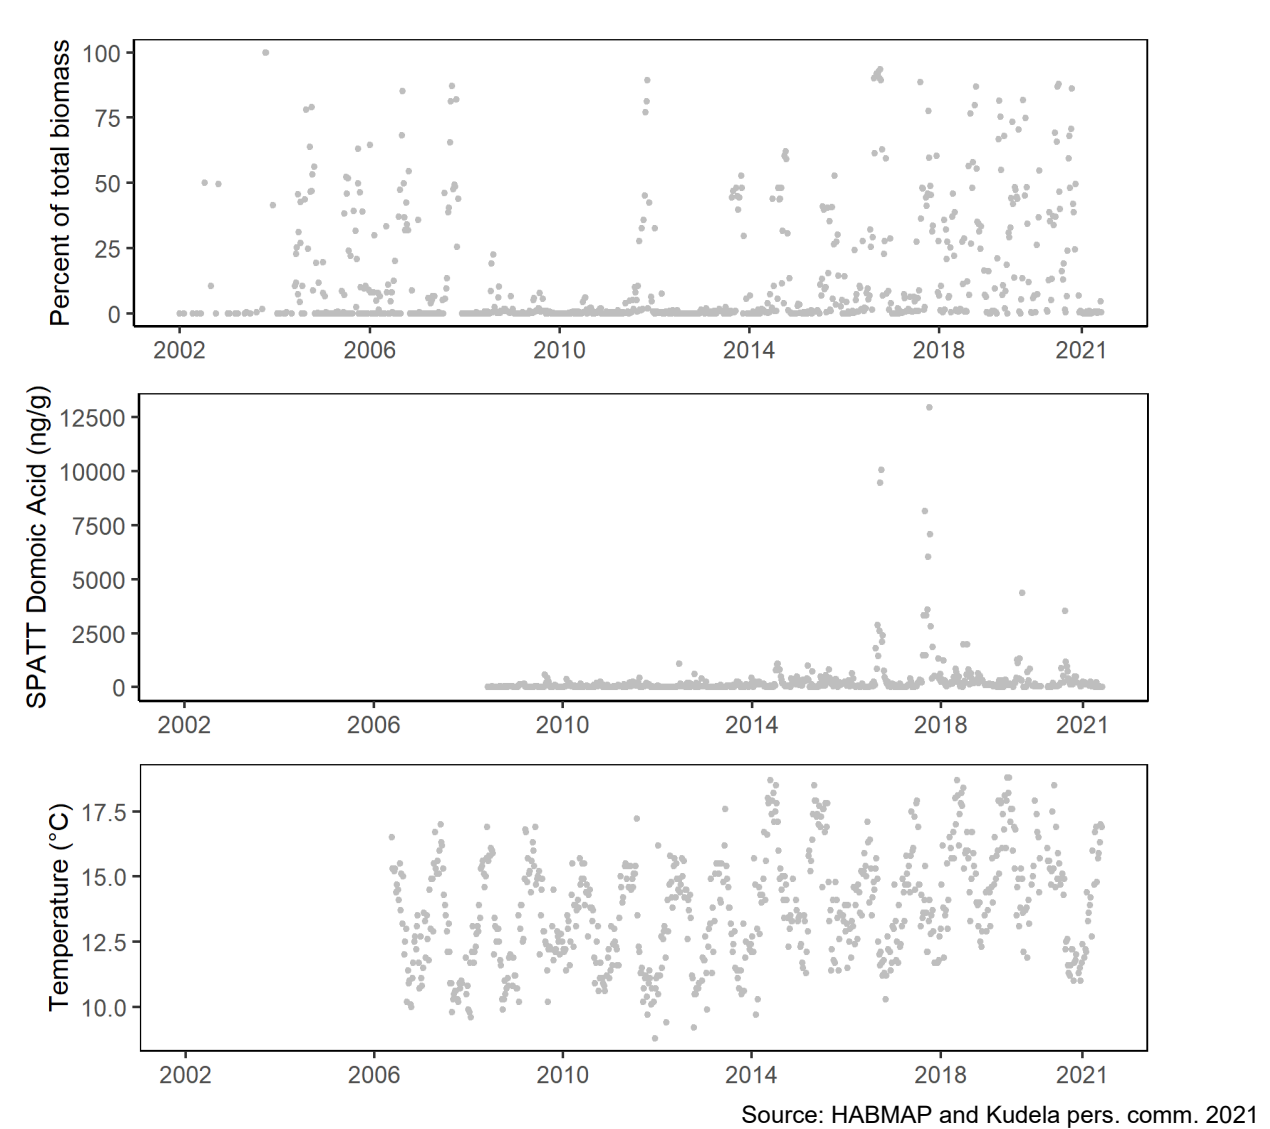 Percent of total biomass
100
75
50
25
0
2002 2006 2010 2014 2018 2021
SPATT Domoic Acid (ng/g)
12500
10000
7500
5000
2500
0
2002 2006 2010 2014 2018 2021
Temperature (°C)
17.5
15.0
12.5
10.0
2002 2006 2010 2014 2018 2021
Source: HABMAP and Kudela pers. comm. 2021